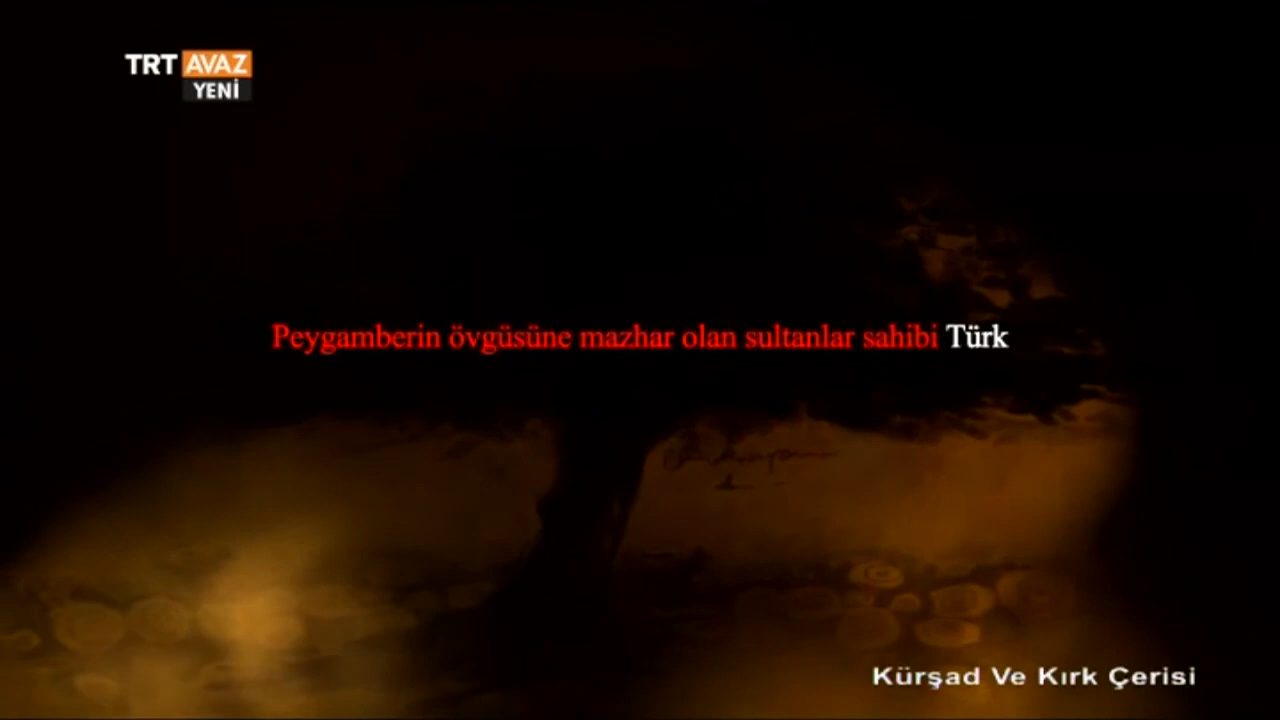 TRT AVAZ
YENİ
Peygamberin övgüsüne mazhar olan sultanlar sahibi Türk
Kürşad Ve Kırk Çerisi